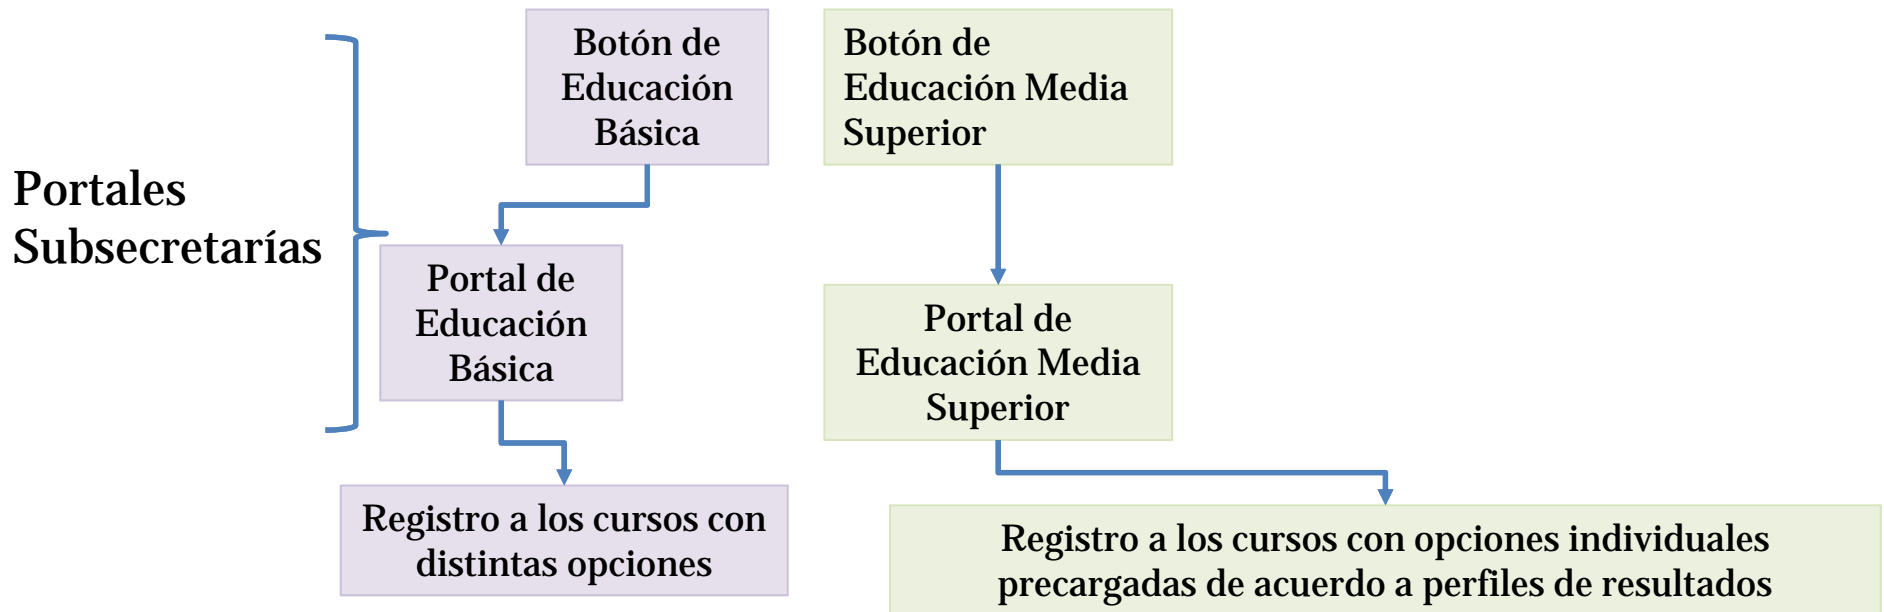 Portales
Subsecretarías
Botón de
Educación
Básica
Botón de
Educación Media
Superior
Portal de
Educación
Básica
Portal de
Educación Media
Superior
Registro a los cursos con
distintas opciones
Registro a los cursos con opciones individuales
precargadas de acuerdo a perfiles de resultados